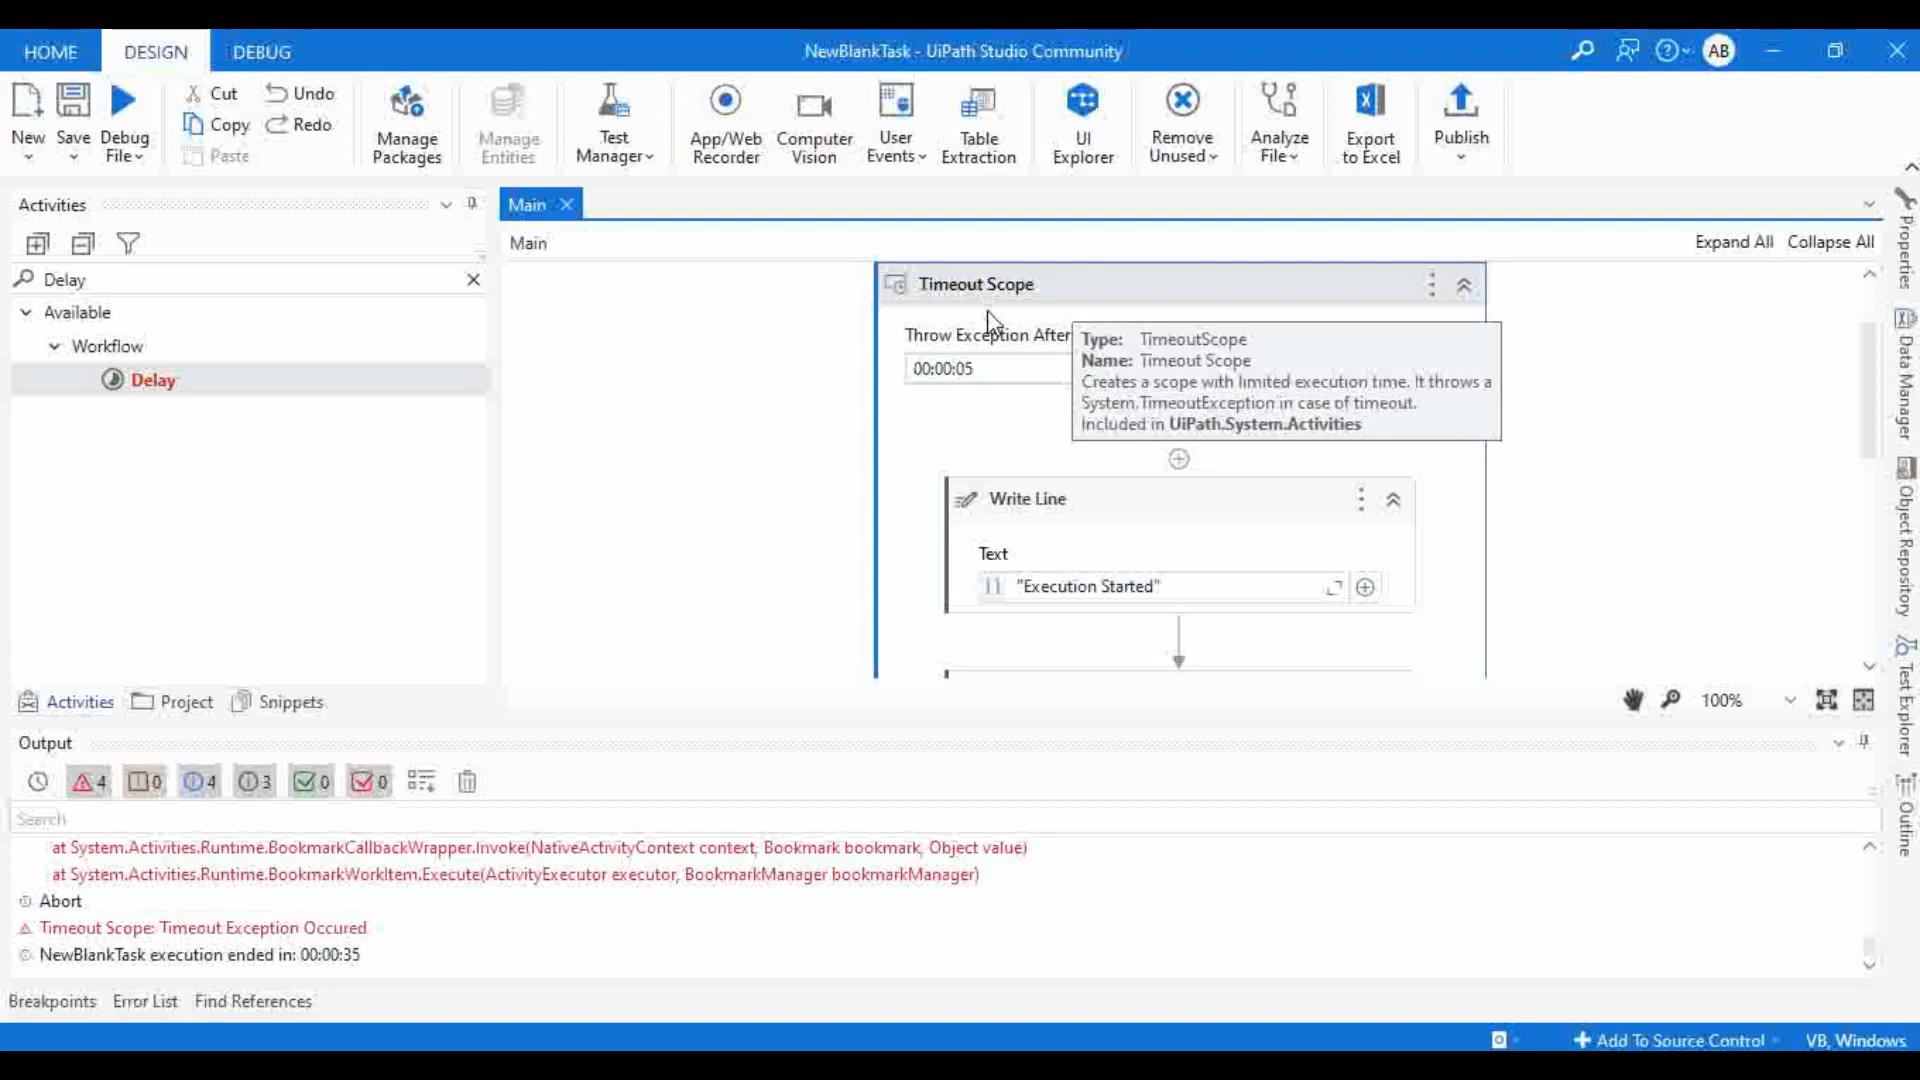 HOME DESIGN DEBUG NewBlankTask - UiPath Studio Community AB
New Save Debug File Cut Copy Paste Undo Redo Manage Packages Manage Entities Test Manager App/Web Recorder Computer Vision User Events Table Extraction UI Explorer Remove Unused Analyze File Export to Excel Publish
Activities
Main
Main Expand All Collapse All
Delay
Available
Workflow
Delay
Timeout Scope
Throw Exception After
00:00:05
Type: TimeoutScope
Name: Timeout Scope
Creates a scope with limited execution time. It throws a
System.TimeoutException in case of timeout.
Included in UiPath.System.Activities
Write Line
Text
"Execution Started"
Activities Project Snippets
100%
Properties
Data Manager
Object Repository
Test Explorer
Outline
Output
4 0 4 3 0 0
Search
at System.Activities.Runtime.BookmarkCallbackWrapper.Invoke(NativeActivityContext context, Bookmark bookmark, Object value)
at System.Activities.Runtime.BookmarkWorkItem.Execute(ActivityExecutor executor, BookmarkManager bookmarkManager)
Abort
Timeout Scope: Timeout Exception Occured
NewBlankTask execution ended in: 00:00:35
Breakpoints Error List Find References
Add To Source Control VB, Windows